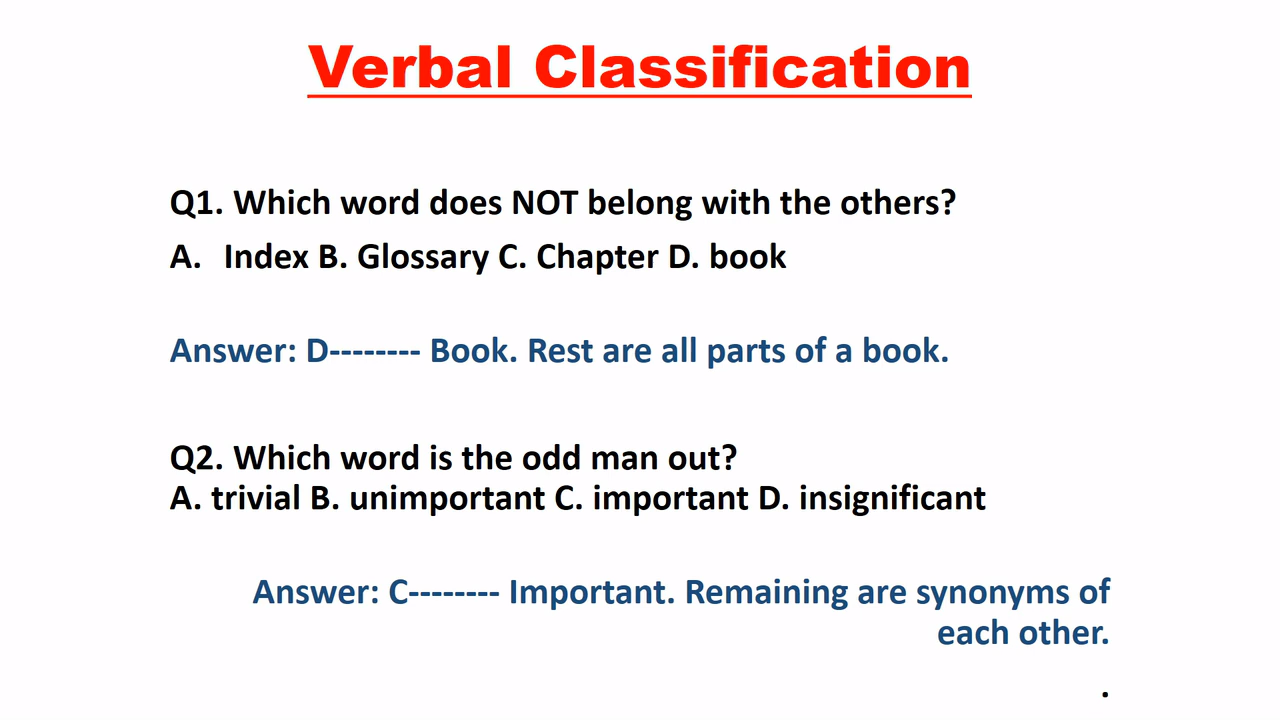 Verbal Classification
Q1. Which word does NOT belong with the others?
A. Index B. Glossary C. Chapter D. book
Answer: D-------- Book. Rest are all parts of a book.
Q2. Which word is the odd man out?
A. trivial B. unimportant C. important D. insignificant
Answer: C-------- Important. Remaining are synonyms of
each other.
.